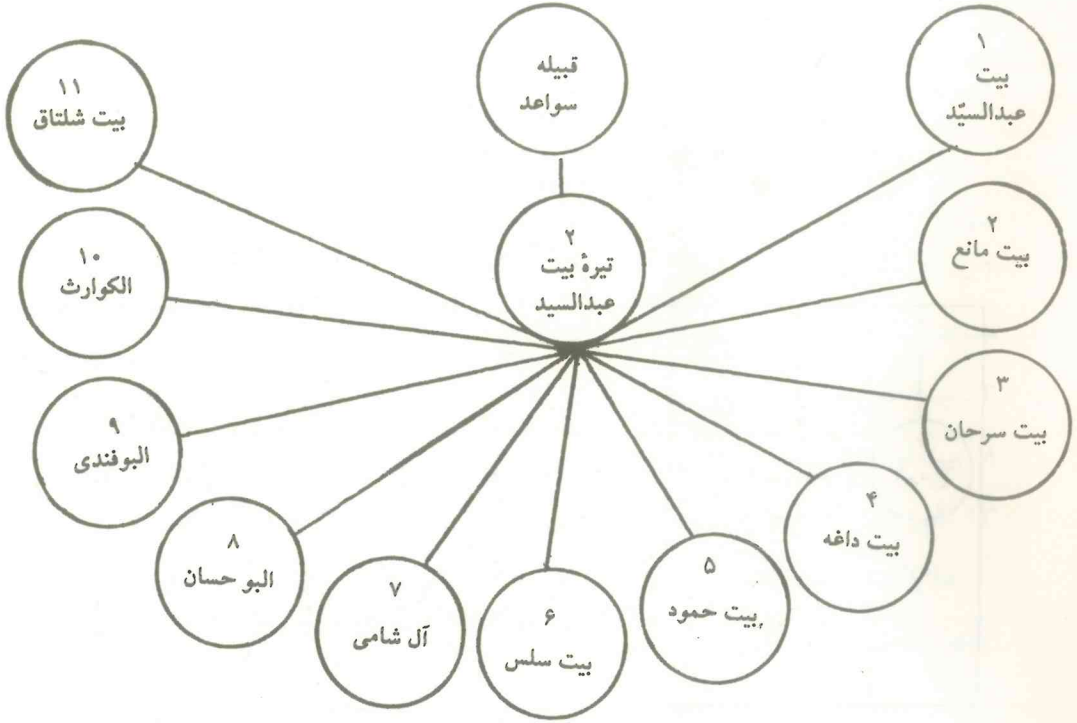 قبیله
سواعد
۲
تیرهٔ بیت
عبدالسید
۱
بیت
عبدالسیّد
۲
بیت مانع
۳
بیت سرحان
۴
بیت داغه
۵
بیت حمود
۶
بیت سلس
۷
آل شامی
۸
البو حسان
۹
البوفندی
۱۰
الکوارث
۱۱
بیت شلتاق